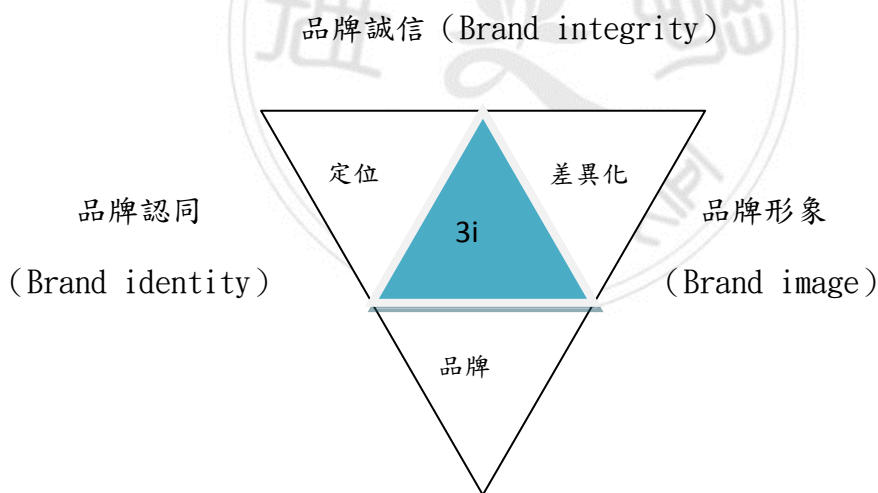 品牌誠信（Brand integrity）
定位
差異化
品牌認同
（Brand identity）
品牌形象
（Brand image）
3i
品牌